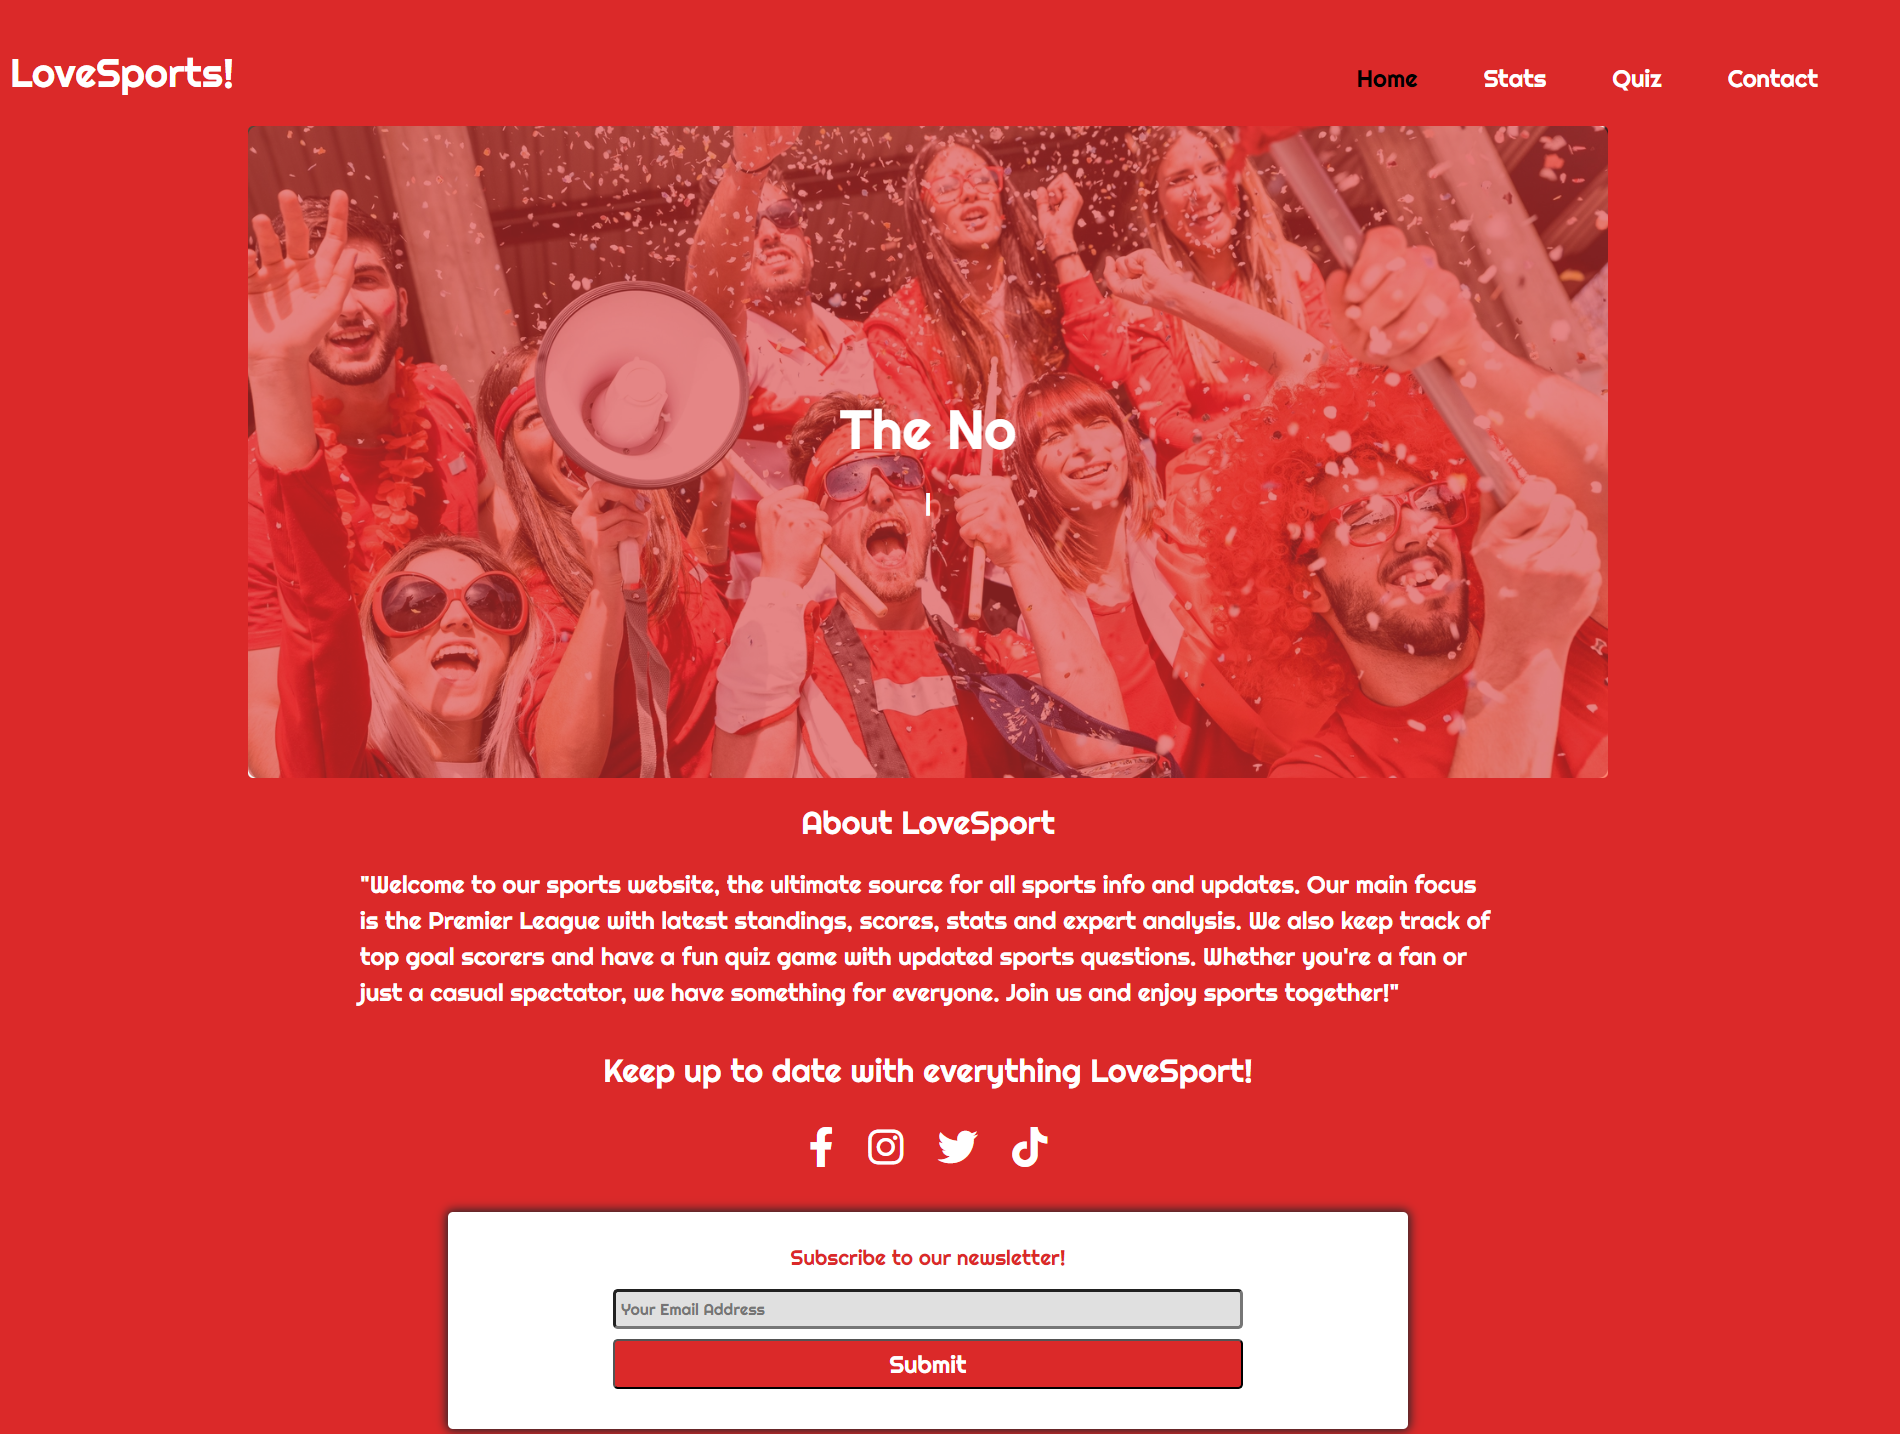 LoveSports!
Home Stats Quiz Contact
The No
|
About LoveSport
"Welcome to our sports website, the ultimate source for all sports info and updates. Our main focus
is the Premier League with latest standings, scores, stats and expert analysis. We also keep track of
top goal scorers and have a fun quiz game with updated sports questions. Whether you're a fan or
just a casual spectator, we have something for everyone. Join us and enjoy sports together!"
Keep up to date with everything LoveSport!
Subscribe to our newsletter!
Your Email Address
Submit